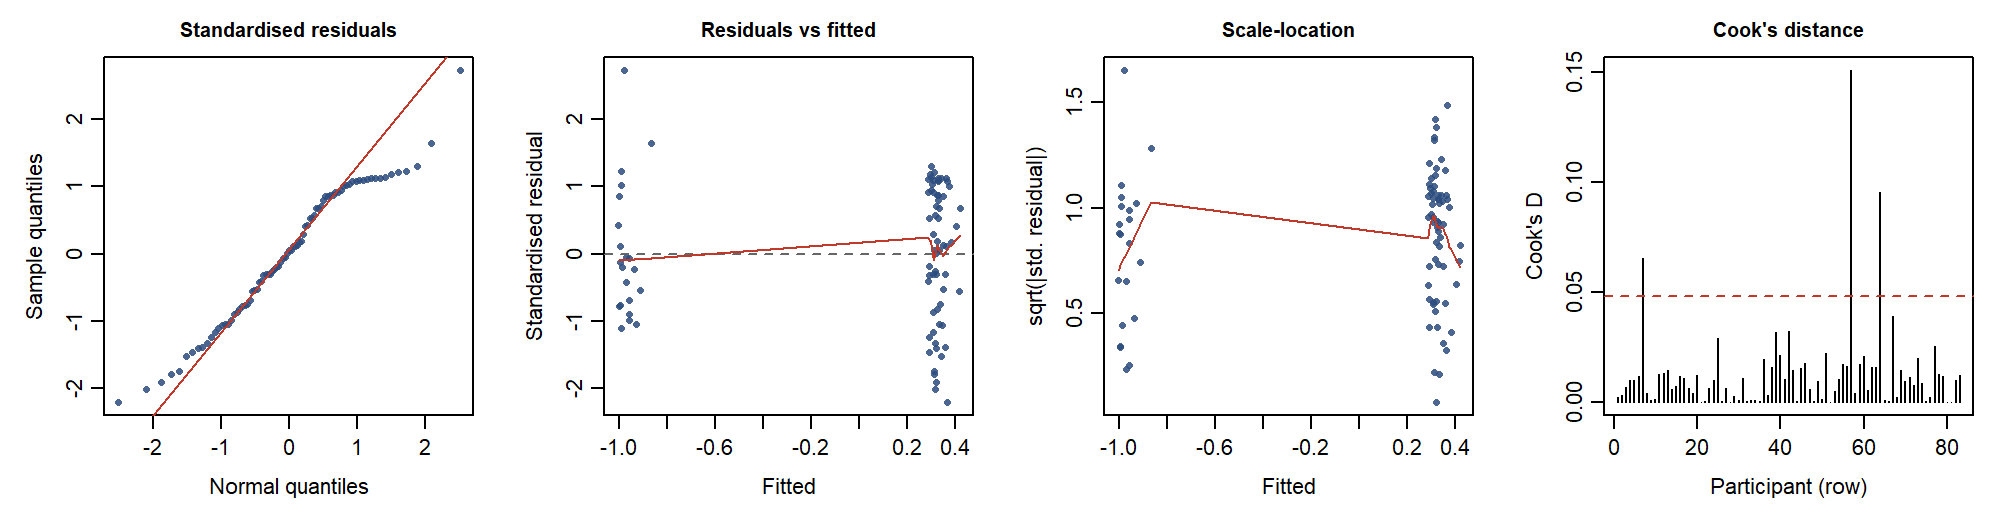 Standardised residuals
Sample quantiles
2
1
0
-1
-2
-2 -1 0 1 2
Normal quantiles
Residuals vs fitted
Standardised residual
2
1
0
-1
-2
-1.0 -0.6 -0.2 0.2 0.4
Fitted
Scale-location
sqrt(|std. residual|)
1.5
1.0
0.5
-1.0 -0.6 -0.2 0.2 0.4
Fitted
Cook's distance
Cook's D
0.15
0.10
0.05
0.00
0 20 40 60 80
Participant (row)